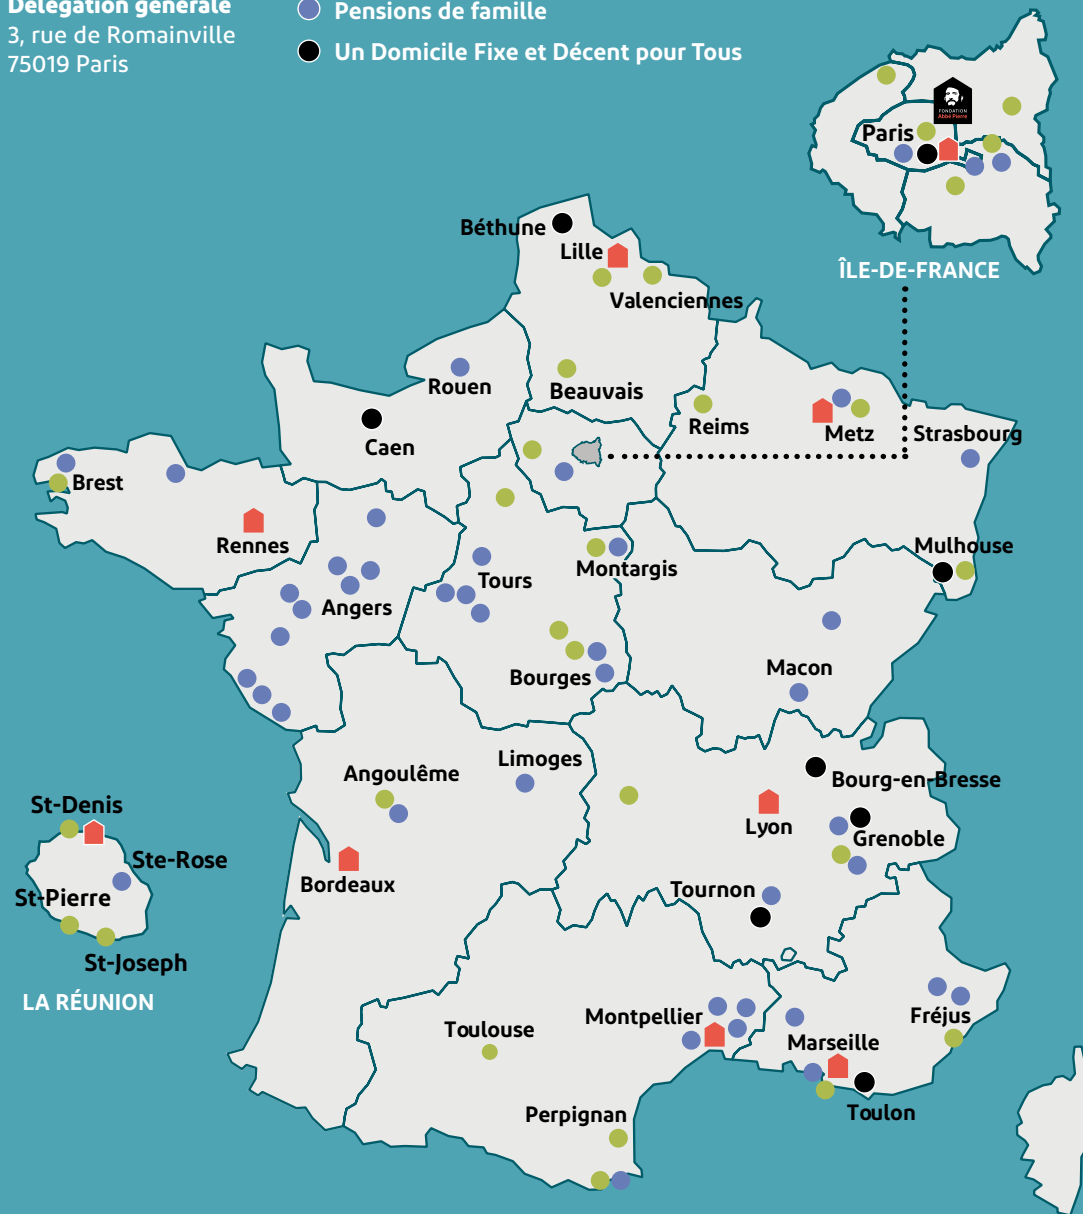 Délégation générale
3, rue de Romainville
75019 Paris
Pensions de famille
Un Domicile Fixe et Décent pour Tous
FONDATION
Abbé Pierre
Paris
ÎLE-DE-FRANCE
Béthune
Lille
Valenciennes
Rouen
Beauvais
Caen
Reims
Metz
Strasbourg
Brest
Rennes
Mulhouse
Montargis
Tours
Angers
Bourges
Macon
Limoges
Angoulême
Bourg-en-Bresse
St-Denis
Lyon
Grenoble
Ste-Rose
Bordeaux
Tournon
St-Pierre
St-Joseph
LA RÉUNION
Montpellier
Fréjus
Toulouse
Marseille
Toulon
Perpignan